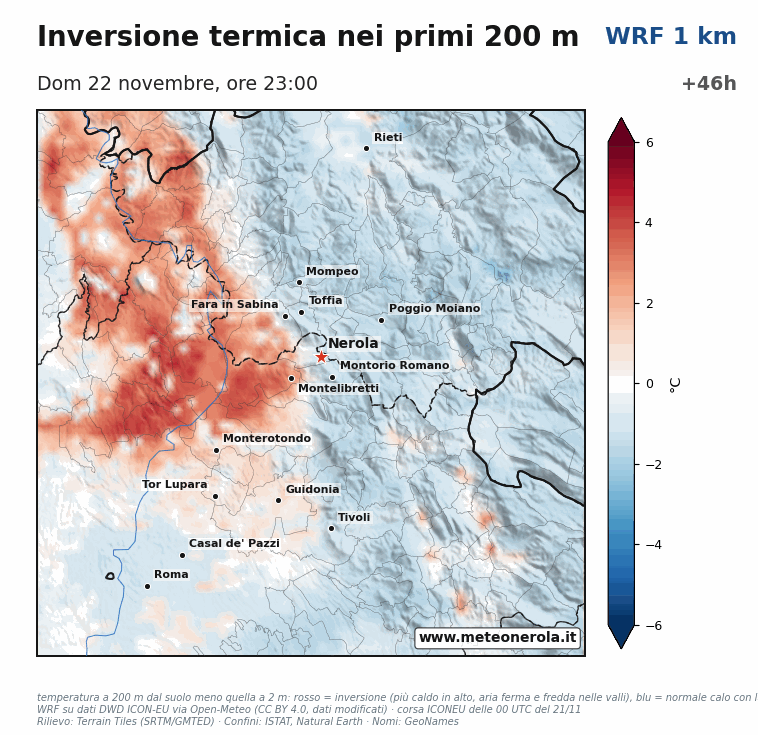 Inversione termica nei primi 200 m
WRF 1 km
Dom 22 novembre, ore 23:00
+46h
Rieti
Mompeo
Fara in Sabina
Toffia
Poggio Moiano
Nerola
Montorio Romano
Montelibretti
Monterotondo
Tor Lupara
Guidonia
Tivoli
Casal de' Pazzi
Roma
www.meteonerola.it
6
4
2
0
−2
−4
−6
°C
temperatura a 200 m dal suolo meno quella a 2 m: rosso = inversione (più caldo in alto, aria ferma e fredda nelle valli), blu = normale calo con l
WRF su dati DWD ICON-EU via Open-Meteo (CC BY 4.0, dati modificati) · corsa ICONEU delle 00 UTC del 21/11
Rilievo: Terrain Tiles (SRTM/GMTED) · Confini: ISTAT, Natural Earth · Nomi: GeoNames